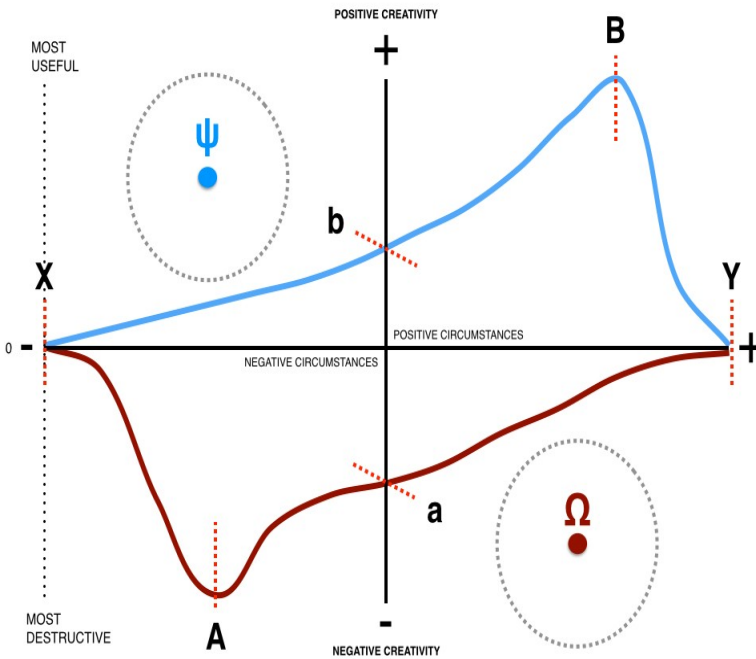 POSITIVE CREATIVITY
+
B
MOST
USEFUL
Ψ
b
X
Y
POSITIVE CIRCUMSTANCES
0 -
+
NEGATIVE CIRCUMSTANCES
a
Ω
MOST
DESTRUCTIVE
A
-
NEGATIVE CREATIVITY